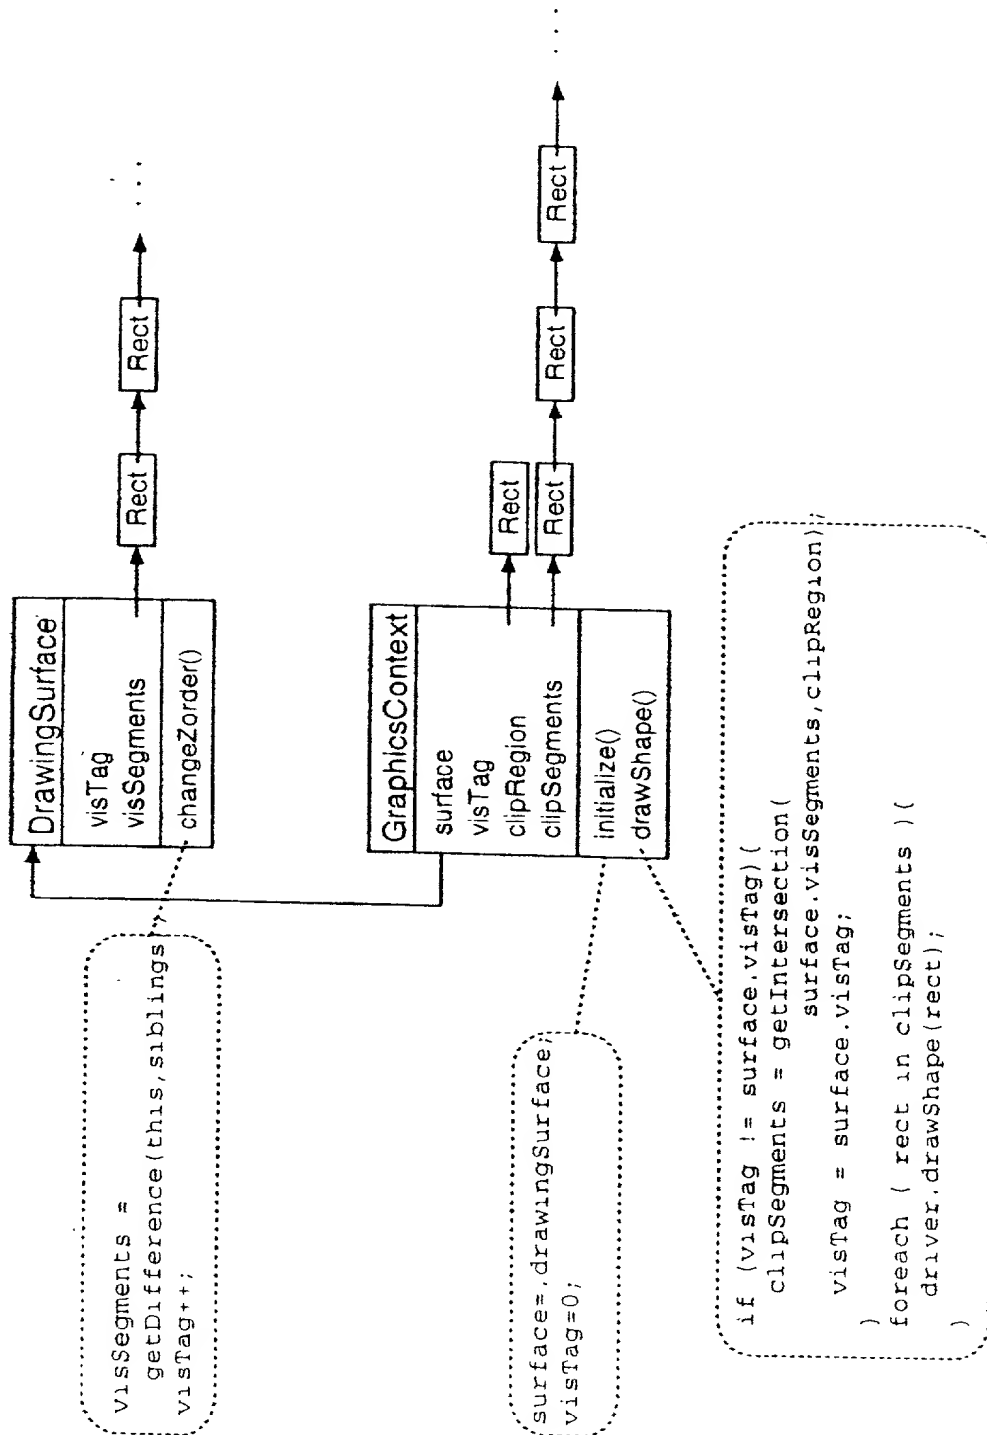 DrawingSurface
visTag
visSegments
changeZorder()
Rect
Rect
. . .
visSegments =
getDifference(this,siblings);
visTag++;
GraphicsContext
surface
visTag
clipRegion
clipSegments
initialize()
drawShape()
Rect
Rect
Rect
Rect
. . .
surface=.drawingSurface;
visTag=0;
if (visTag != surface.visTag)(
clipSegments = getIntersection(
surface.visSegments,clipRegion);
visTag = surface.visTag;
)
foreach ( rect in clipSegments )(
driver.drawShape(rect);
)